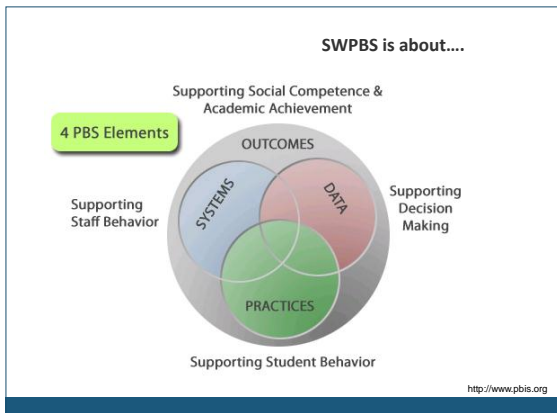 SWPBS is about….
Supporting Social Competence &
Academic Achievement
4 PBS Elements
OUTCOMES
SYSTEMS
DATA
Supporting
Staff Behavior
Supporting
Decision
Making
PRACTICES
Supporting Student Behavior
http://www.pbis.org